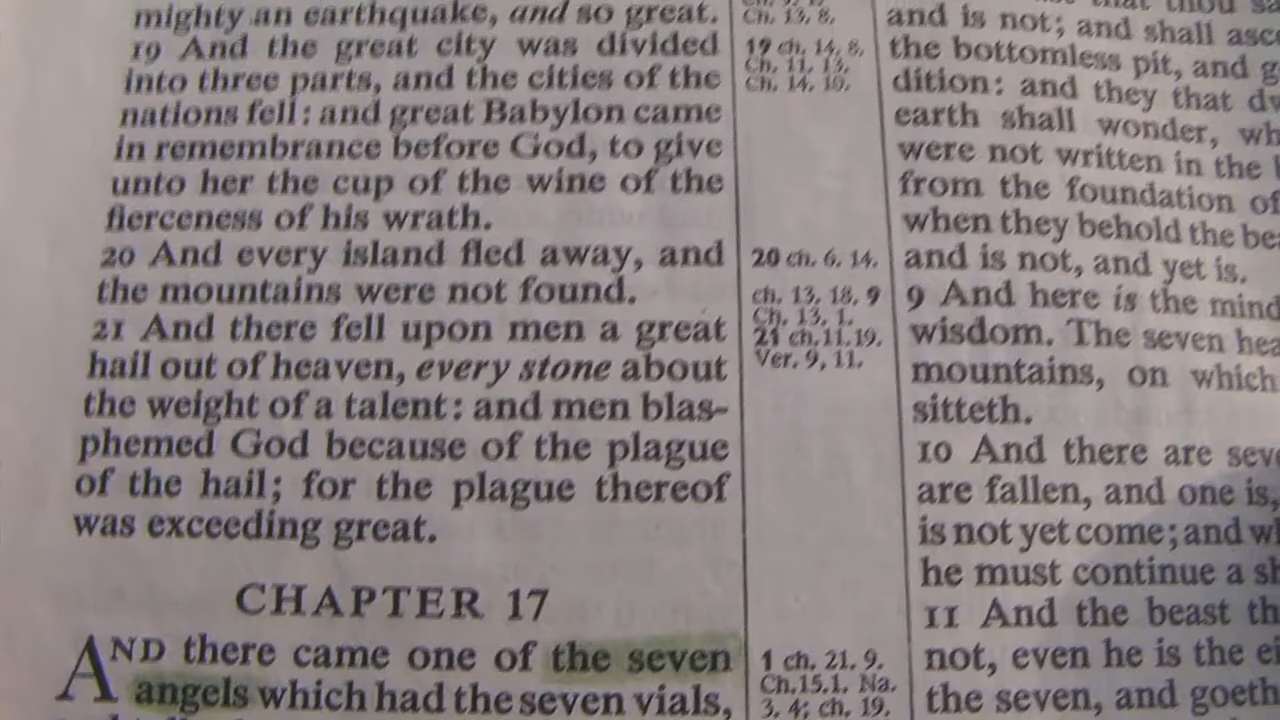 mighty an earthquake, and so great.
19 And the great city was divided
into three parts, and the cities of the
nations fell: and great Babylon came
in remembrance before God, to give
unto her the cup of the wine of the
fierceness of his wrath.
20 And every island fled away, and
the mountains were not found.
21 And there fell upon men a great
hail out of heaven, every stone about
the weight of a talent: and men blas-
phemed God because of the plague
of the hail; for the plague thereof
was exceeding great.
CHAPTER 17
AND there came one of the seven
angels which had the seven vials,
Ch. 13, 8.
19 ch. 14, 8.
Ch. 11, 13.
Ch. 14. 10.
20 ch. 6. 14.
ch. 13, 18, 9
Ch. 13. 1.
21 ch. 11. 19.
Ver. 9, 11.
1 ch. 21. 9.
Ch. 15. 1. Na.
3. 4; ch. 19.
that thou
and is not; and shall
the bottomless pit, and
dition: and they that
earth shall wonder,
were not written in the
from the foundation of
when they behold the
and is not, and yet is.
9 And here is the mind
wisdom. The seven
mountains, on which
sitteth.
10 And there are
are fallen, and one is,
is not yet come; and
he must continue a
11 And the beast
not, even he is the
the seven, and goeth